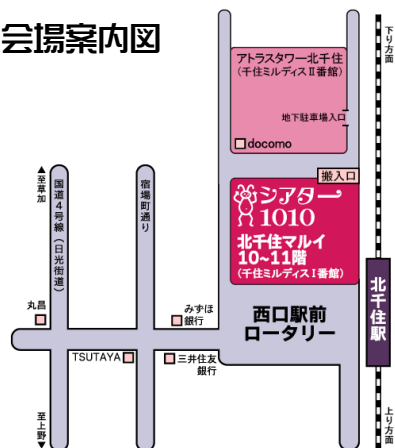 会場案内図
下り方面
アトラスタワー北千住
(千住ミルディスⅡ番館)
地下駐車場入口
docomo
搬入口
シアター
1010
北千住マルイ
10~11階
(千住ミルディスⅠ番館)
▲至草加
国道4号線(日光街道)
宿場町通り
北千住駅
丸昌
みずほ
銀行
西口駅前
ロータリー
TSUTAYA
三井住友
銀行
至上野▼
上り方面